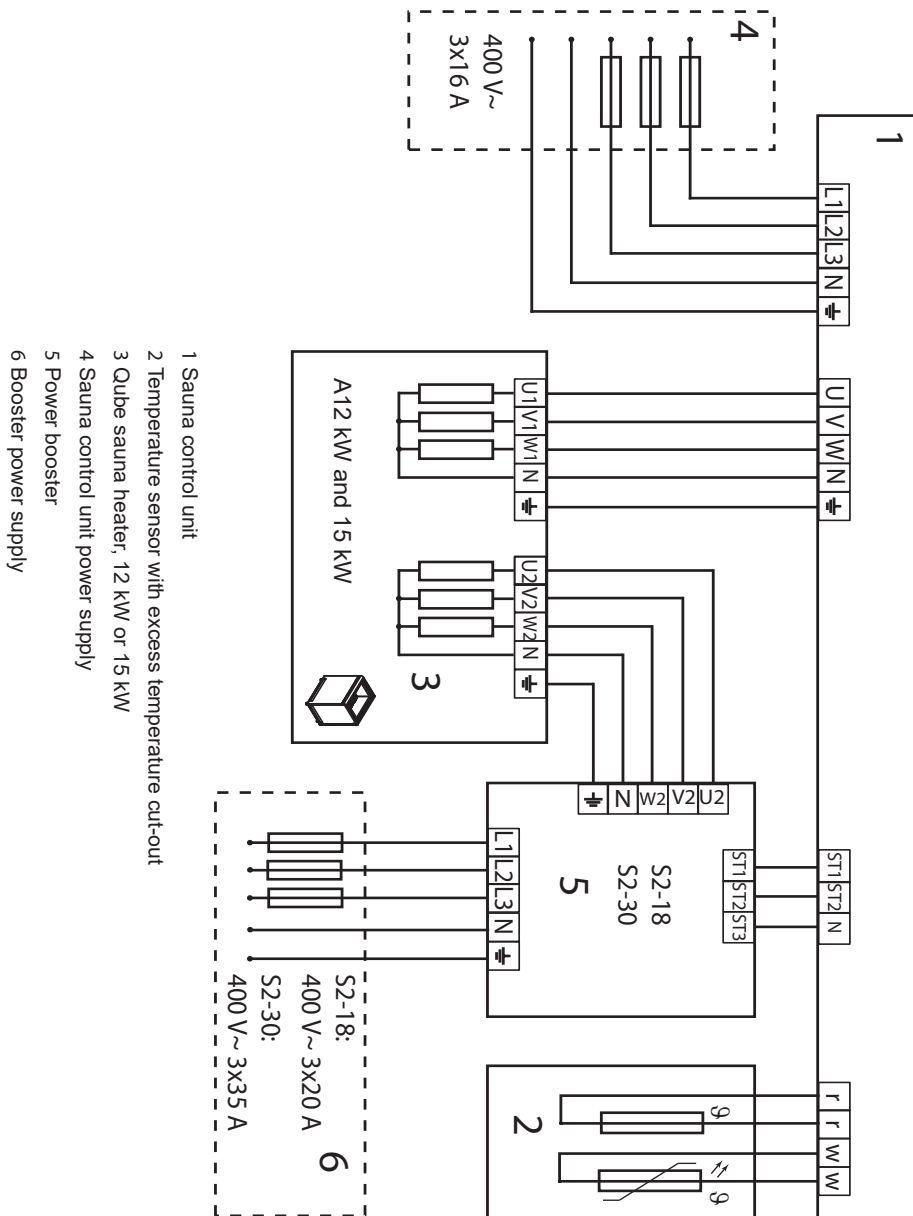 1
L1 L2 L3 N
U V W N
ST1 ST2 N
r r w w
4
400 V~
3x16 A
U1 V1 W1 N
U2 V2 W2 N
A12 kW and 15 kW
3
U2 V2 W2 N
ST1 ST2 ST3
S2-18
S2-30
5
L1 L2 L3 N
S2-18:
400 V~ 3x20 A
S2-30:
400 V~ 3x35 A
6
ϑ
ϑ
2
1 Sauna control unit
2 Temperature sensor with excess temperature cut-out
3 Qube sauna heater, 12 kW or 15 kW
4 Sauna control unit power supply
5 Power booster
6 Booster power supply